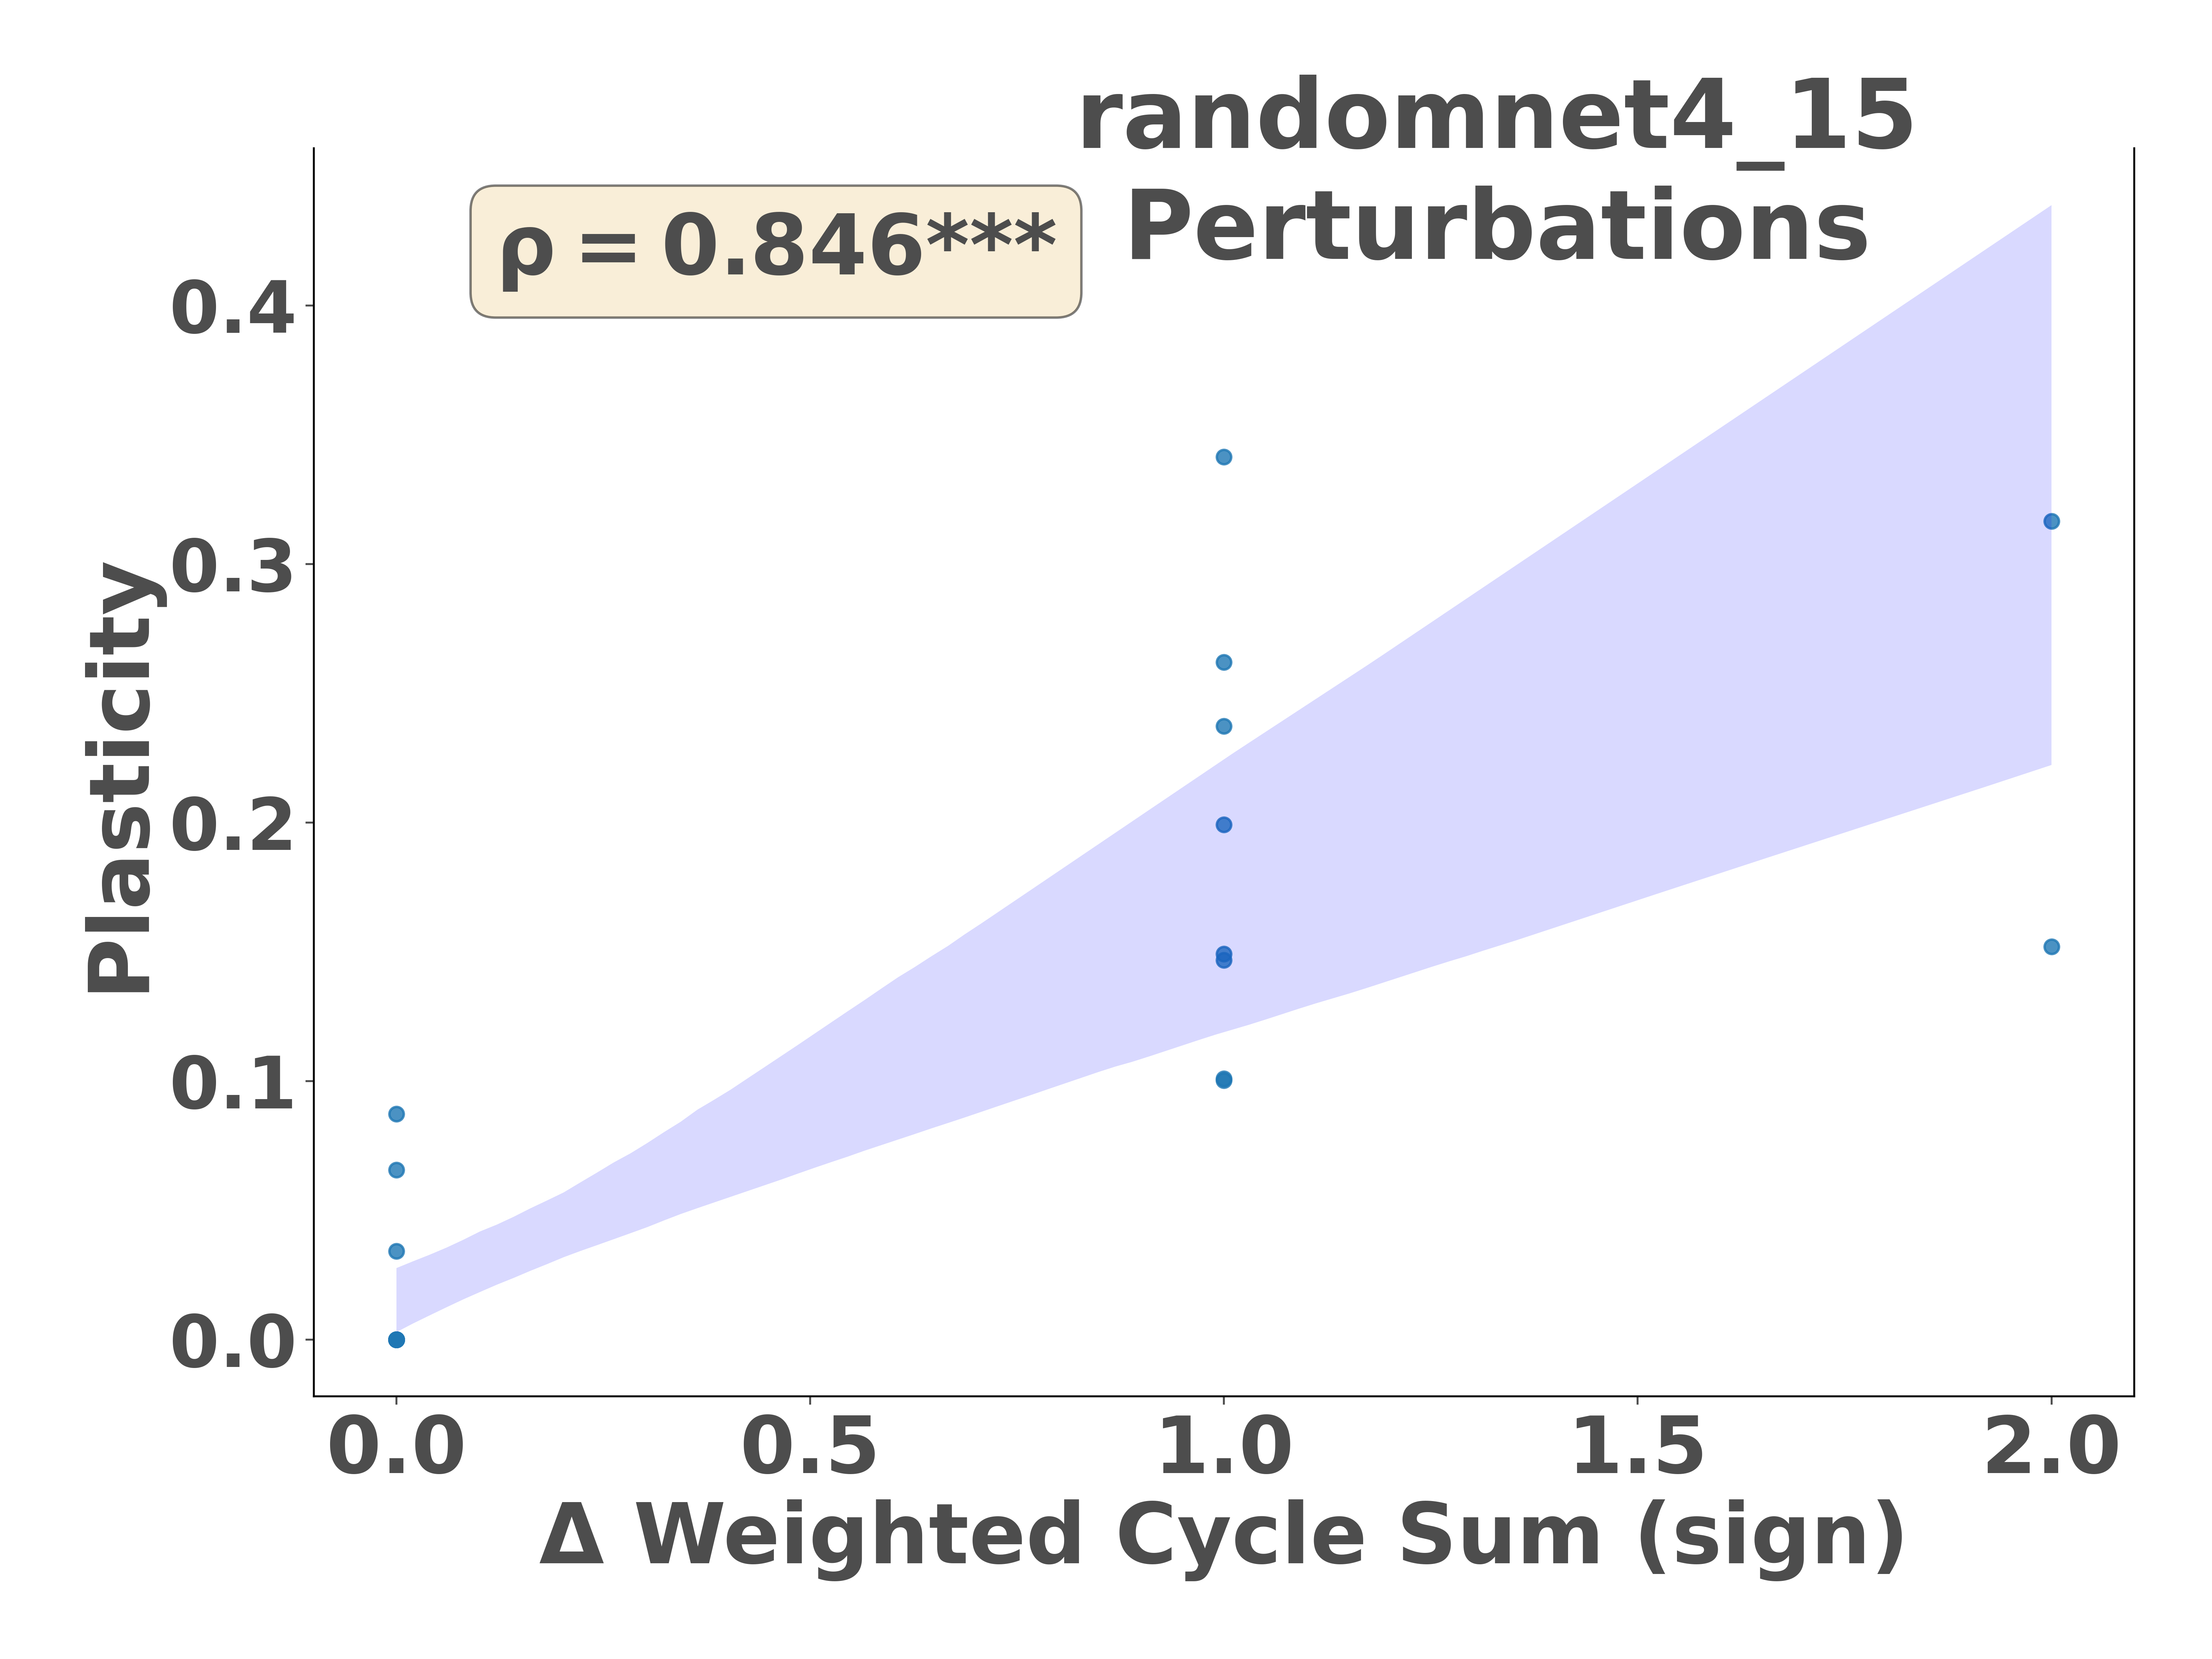 randomnet4_15
Perturbations
ρ = 0.846***
Plasticity
0.4
0.3
0.2
0.1
0.0
0.0 0.5 1.0 1.5 2.0
Δ Weighted Cycle Sum (sign)